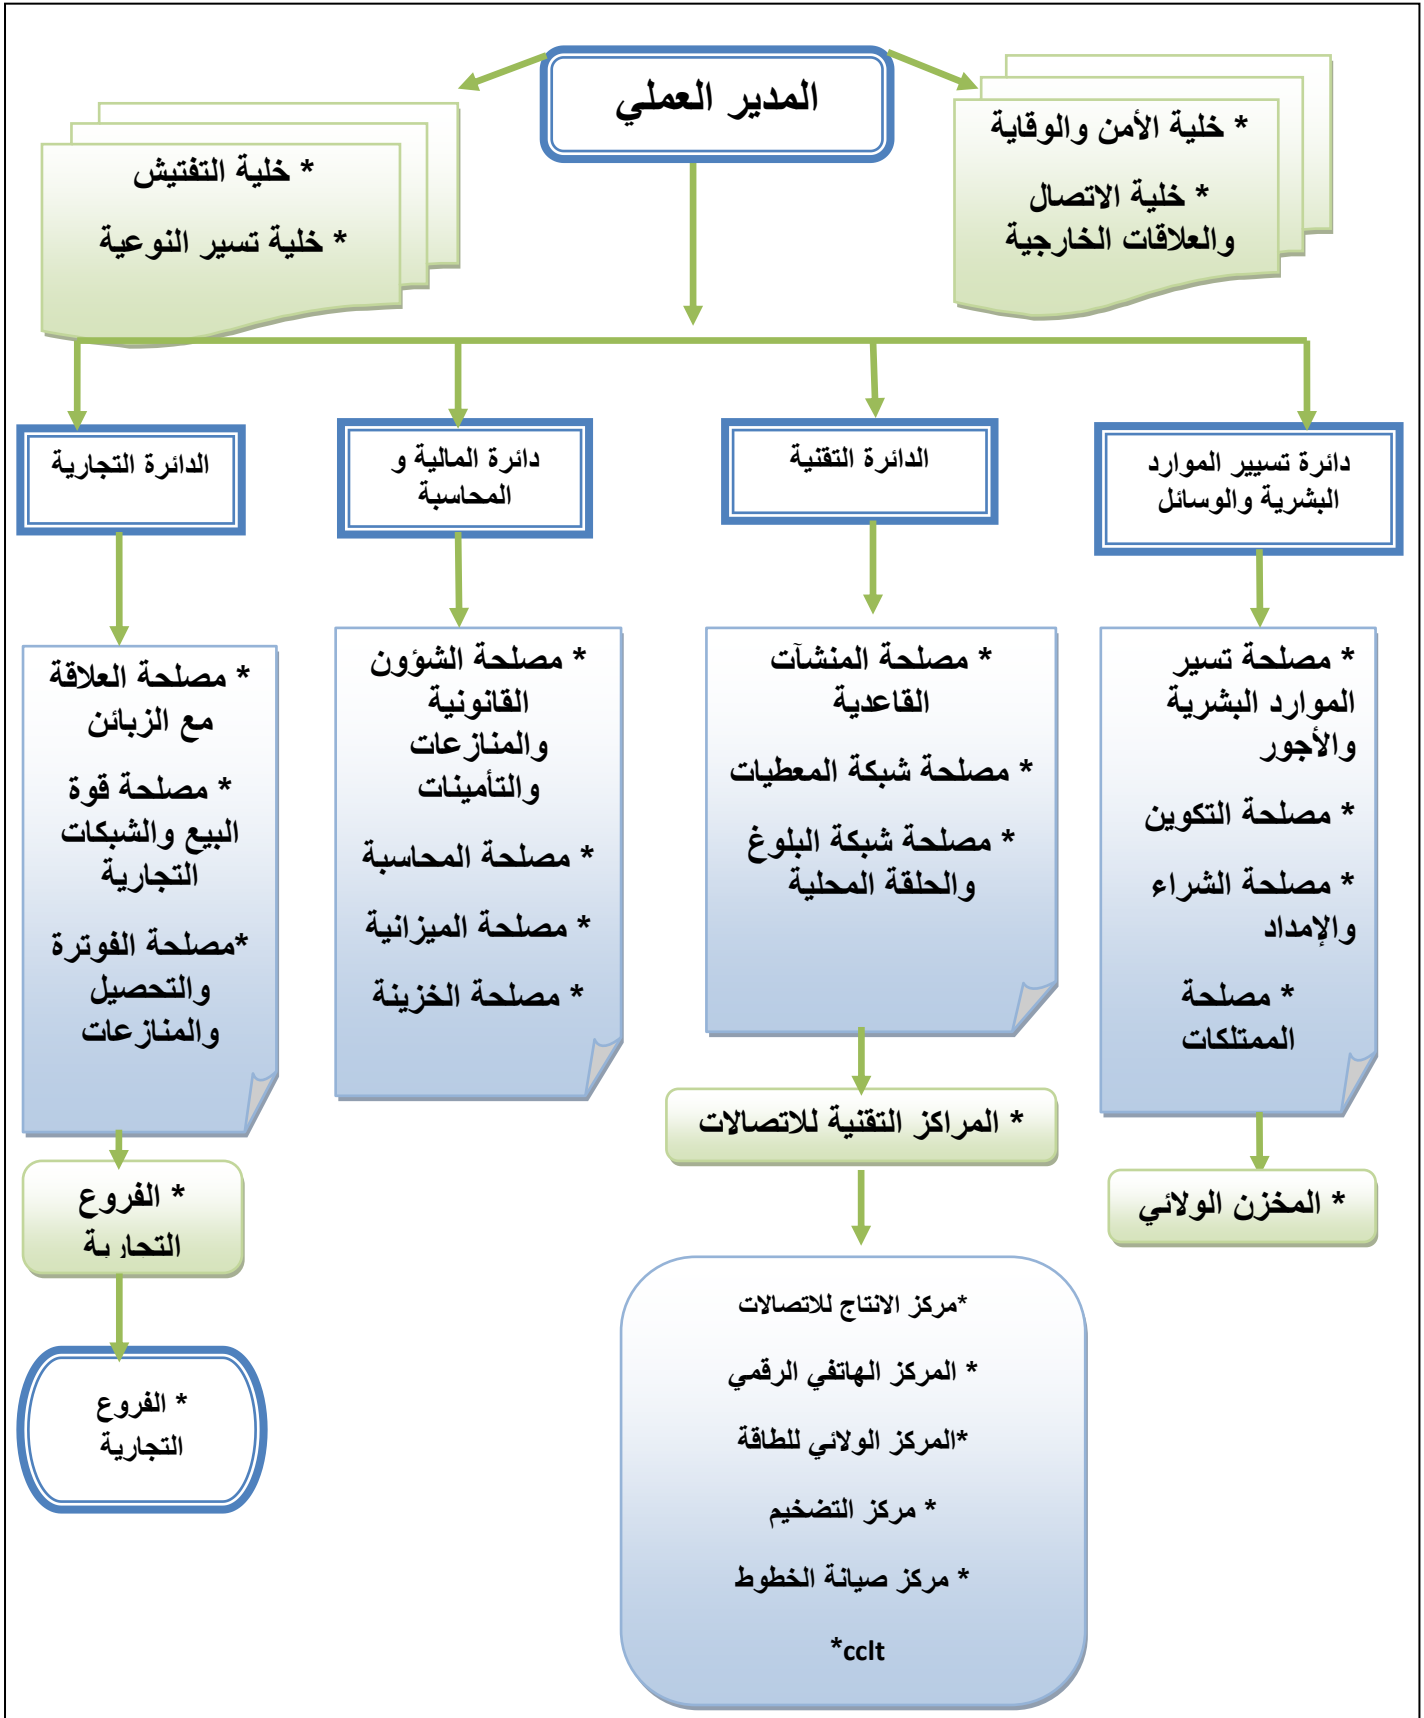 المدير العملي
* خلية الأمن والوقاية
* خلية الاتصال
والعلاقات الخارجية
* خلية التفتيش
* خلية تسير النوعية
دائرة تسيير الموارد
البشرية والوسائل
الدائرة التقنية
دائرة المالية و
المحاسبة
الدائرة التجارية
* مصلحة تسير
الموارد البشرية
والأجور
* مصلحة التكوين
* مصلحة الشراء
والإمداد
* مصلحة
الممتلكات
* مصلحة المنشآت
القاعدية
* مصلحة شبكة المعطيات
* مصلحة شبكة البلوغ
والحلقة المحلية
* مصلحة الشؤون
القانونية
والمنازعات
والتأمينات
* مصلحة المحاسبة
* مصلحة الميزانية
* مصلحة الخزينة
* مصلحة العلاقة
مع الزبائن
* مصلحة قوة
البيع والشبكات
التجارية
*مصلحة الفوترة
والتحصيل
والمنازعات
* المخزن الولائي
* المراكز التقنية للاتصالات
* الفروع
التجارية
*مركز الانتاج للاتصالات
* المركز الهاتفي الرقمي
*المركز الولائي للطاقة
* مركز التضخيم
* مركز صيانة الخطوط
*cclt
* الفروع
التجارية